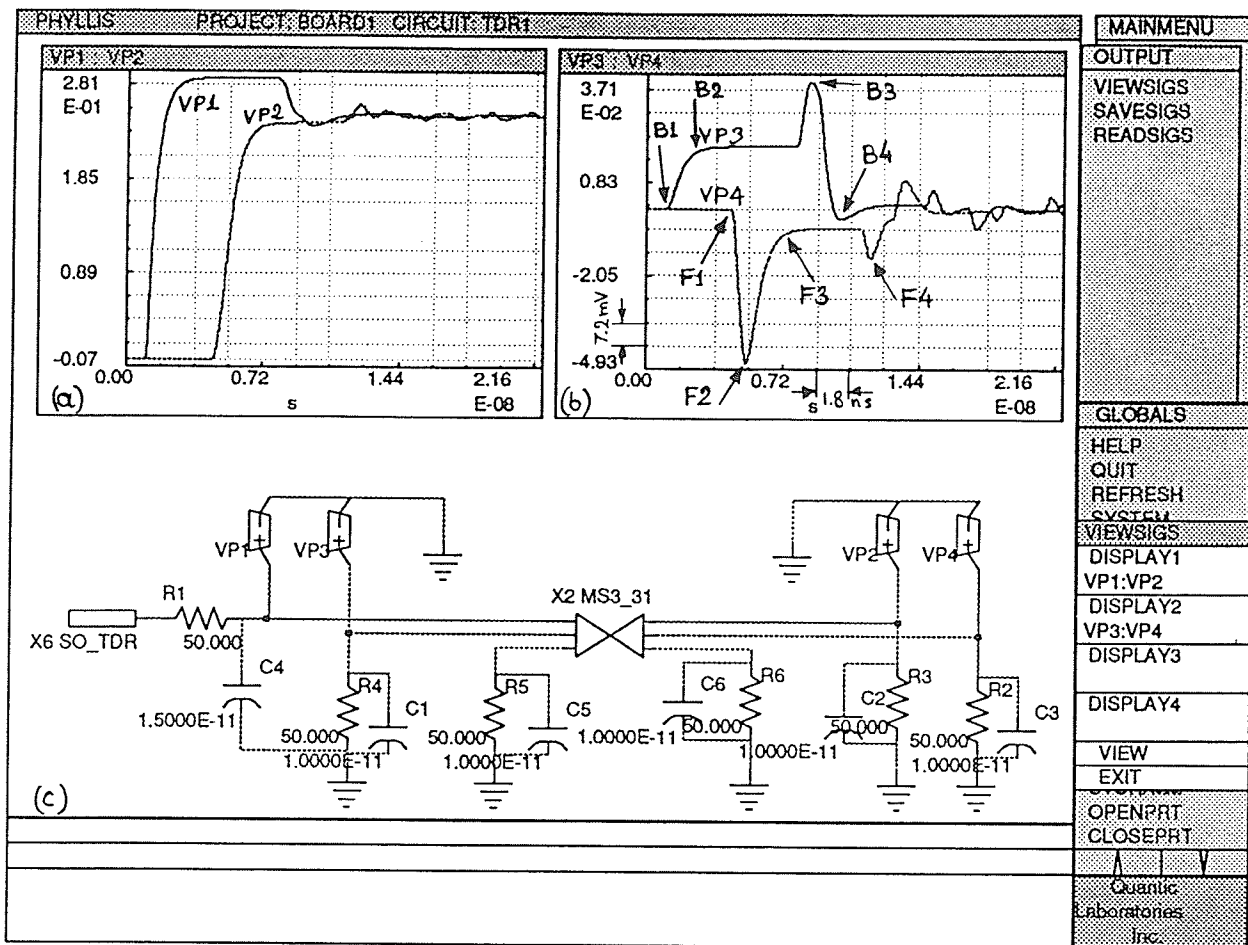 PHYLLIS PROJECT: BOARD1 CIRCUIT: TDR1
MAINMENU
OUTPUT
VIEWSIGS
SAVESIGS
READSIGS
VP1 : VP2
2.81
E-01
1.85
0.89
-0.07
0.00 0.72 1.44 2.16
s E-08
VP1
VP2
(a)
VP3 : VP4
3.71
E-02
0.83
-2.05
-4.93
0.00 0.72 1.44 2.16
s E-08
B1
B2
VP3
B3
B4
VP4
F1
F2
F3
F4
7.2 mV
1.8 ns
(b)
GLOBALS
HELP
QUIT
REFRESH
SYSTEM
VIEWSIGS
DISPLAY1
VP1:VP2
DISPLAY2
VP3:VP4
DISPLAY3
DISPLAY4
VIEW
EXIT
OPENPRT
CLOSEPRT
Quantic
Laboratories
Inc.
VP1 VP3 VP2 VP4
R1
X2 MS3_31
X6 SO_TDR
50.000
C4
1.5000E-11
R4
50.000
C1
1.0000E-11
R5
50.000
C5
1.0000E-11
C6
1.0000E-11
R6
50.000
C2
1.0000E-11
R3
50.000
R2
50.000
C3
1.0000E-11
(c)